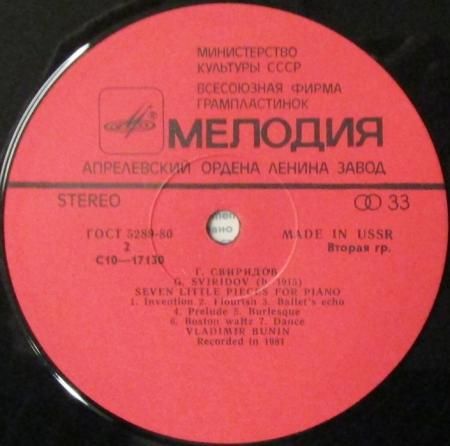 МИНИСТЕРСТВО
КУЛЬТУРЫ СССР
ВСЕСОЮЗНАЯ ФИРМА
ГРАМПЛАСТИНОК
МЕЛОДИЯ
АПРЕЛЕВСКИЙ ОРДЕНА ЛЕНИНА ЗАВОД
STEREO
33
ГОСТ 5289-80
2
С10—17130
MADE IN USSR
Вторая гр.
Г. СВИРИДОВ
G. SVIRIDOV (b. 1915)
SEVEN LITTLE PIECES FOR PIANO
1. Invention 2. Flourish 3. Ballet's echo
4. Prelude 5. Burlesque
6. Boston waltz 7. Dance
VLADIMIR BUNIN
Recorded in 1981